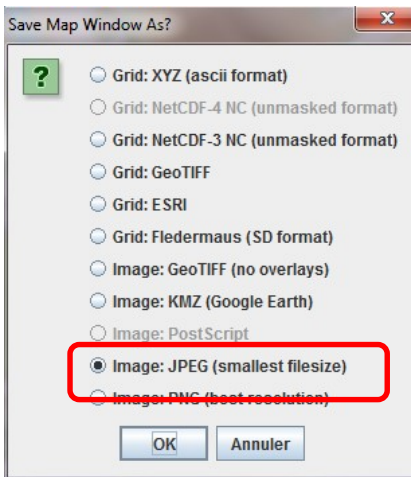 Save Map Window As?
Grid: XYZ (ascii format)
Grid: NetCDF-4 NC (unmasked format)
Grid: NetCDF-3 NC (unmasked format)
Grid: GeoTIFF
Grid: ESRI
Grid: Fledermaus (SD format)
Image: GeoTIFF (no overlays)
Image: KMZ (Google Earth)
Image: PostScript
Image: JPEG (smallest filesize)
Image: PNG (best resolution)
OK Annuler